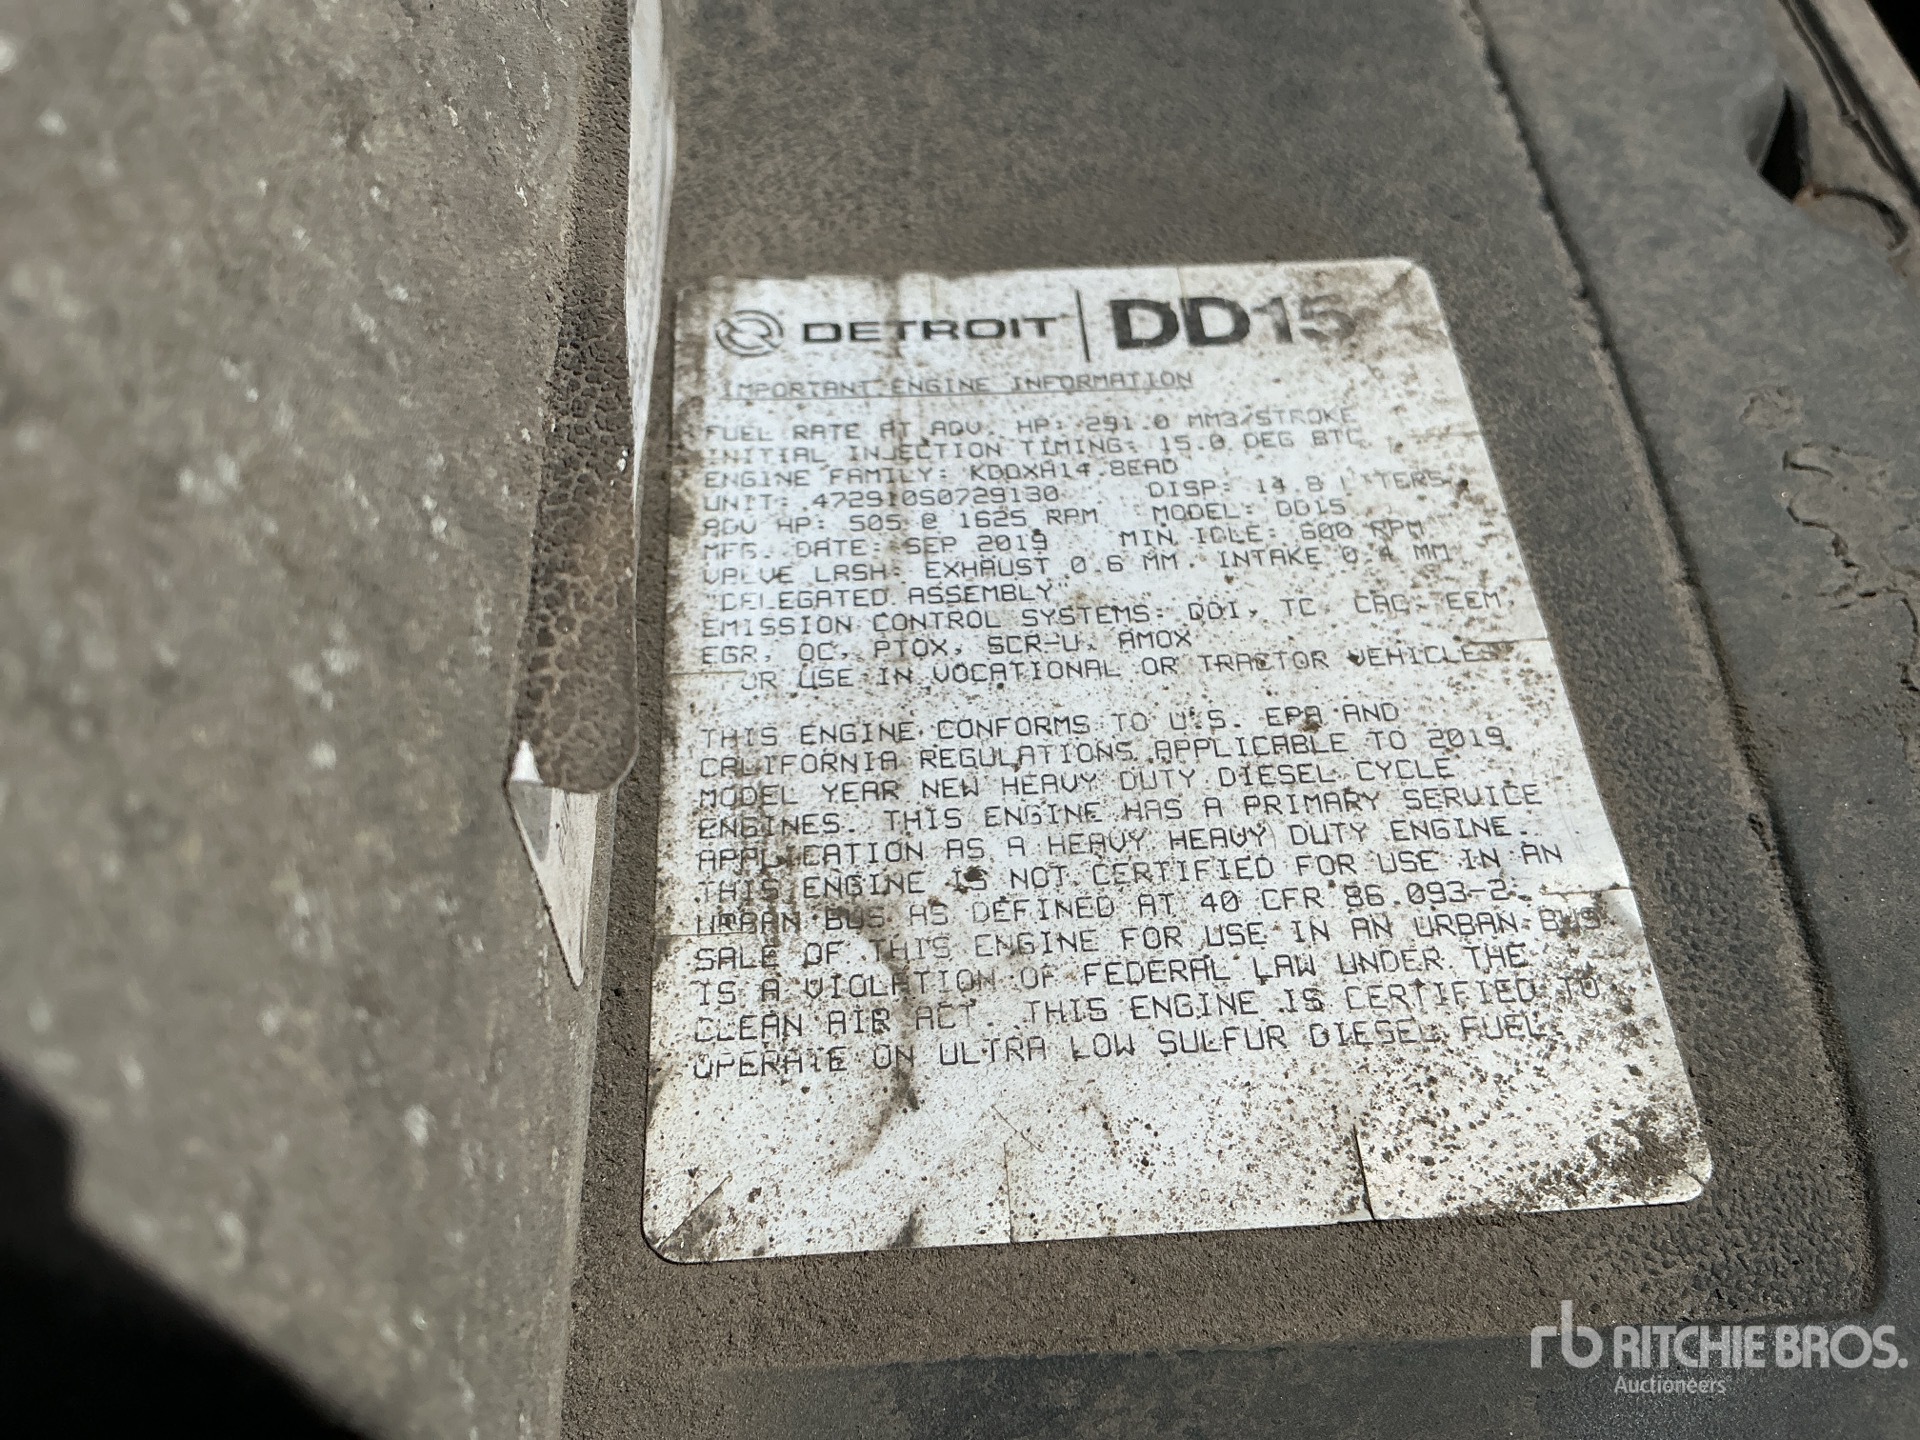 DETROIT | DD15
IMPORTANT ENGINE INFORMATION
FUEL RATE AT ADV. HP: 291.0 MM3/STROKE
INITIAL INJECTION TIMING: 15.0 DEG BTC
ENGINE FAMILY: KDDXH14.8EAD
UNIT: 472910S0729130 DISP: 14.8 LITERS
ADV HP: 505 @ 1625 RPM MODEL: DD15
MFG. DATE: SEP 2019 MIN IDLE: 600 RPM
VALVE LASH: EXHAUST 0.6 MM. INTAKE 0.4 MM
"DELEGATED ASSEMBLY"
EMISSION CONTROL SYSTEMS: DDI, TC, CAC, EEM,
EGR, OC, PTOX, SCR-U, AMOX
FOR USE IN VOCATIONAL OR TRACTOR VEHICLES
THIS ENGINE CONFORMS TO U.S. EPA AND
CALIFORNIA REGULATIONS APPLICABLE TO 2019
MODEL YEAR NEW HEAVY DUTY DIESEL CYCLE
ENGINES. THIS ENGINE HAS A PRIMARY SERVICE
APPLICATION AS A HEAVY HEAVY DUTY ENGINE.
THIS ENGINE IS NOT CERTIFIED FOR USE IN AN
URBAN BUS AS DEFINED AT 40 CFR 86.093-2.
SALE OF THIS ENGINE FOR USE IN AN URBAN BUS
IS A VIOLATION OF FEDERAL LAW UNDER THE
CLEAN AIR ACT. THIS ENGINE IS CERTIFIED TO
OPERATE ON ULTRA LOW SULFUR DIESEL FUEL.
rb RITCHIE BROS.
Auctioneers